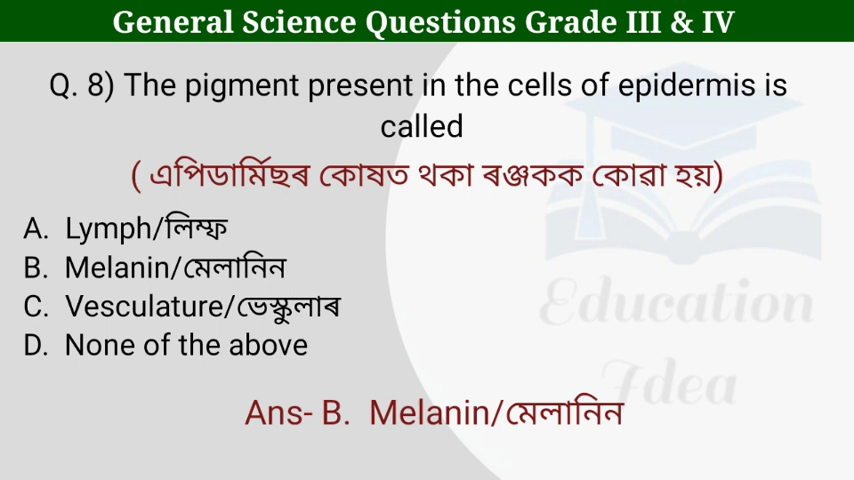 General Science Questions Grade III & IV
Q. 8) The pigment present in the cells of epidermis is
called
( এপিডাৰ্মিছৰ কোষত থকা ৰঞ্জকক কোৱা হয়)
A. Lymph/লিম্ফ
B. Melanin/মেলানিন
C. Vesculature/ভেস্কুলাৰ
D. None of the above
Education
Idea
Ans- B. Melanin/মেলানিন